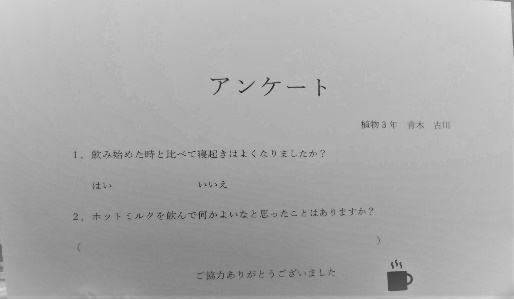 アンケート
植物3年 青木 古川
1．飲み始めた時と比べて寝起きはよくなりましたか？
はい いいえ
2．ホットミルクを飲んで何かよいなと思ったことはありますか？
（ ）
ご協力ありがとうございました